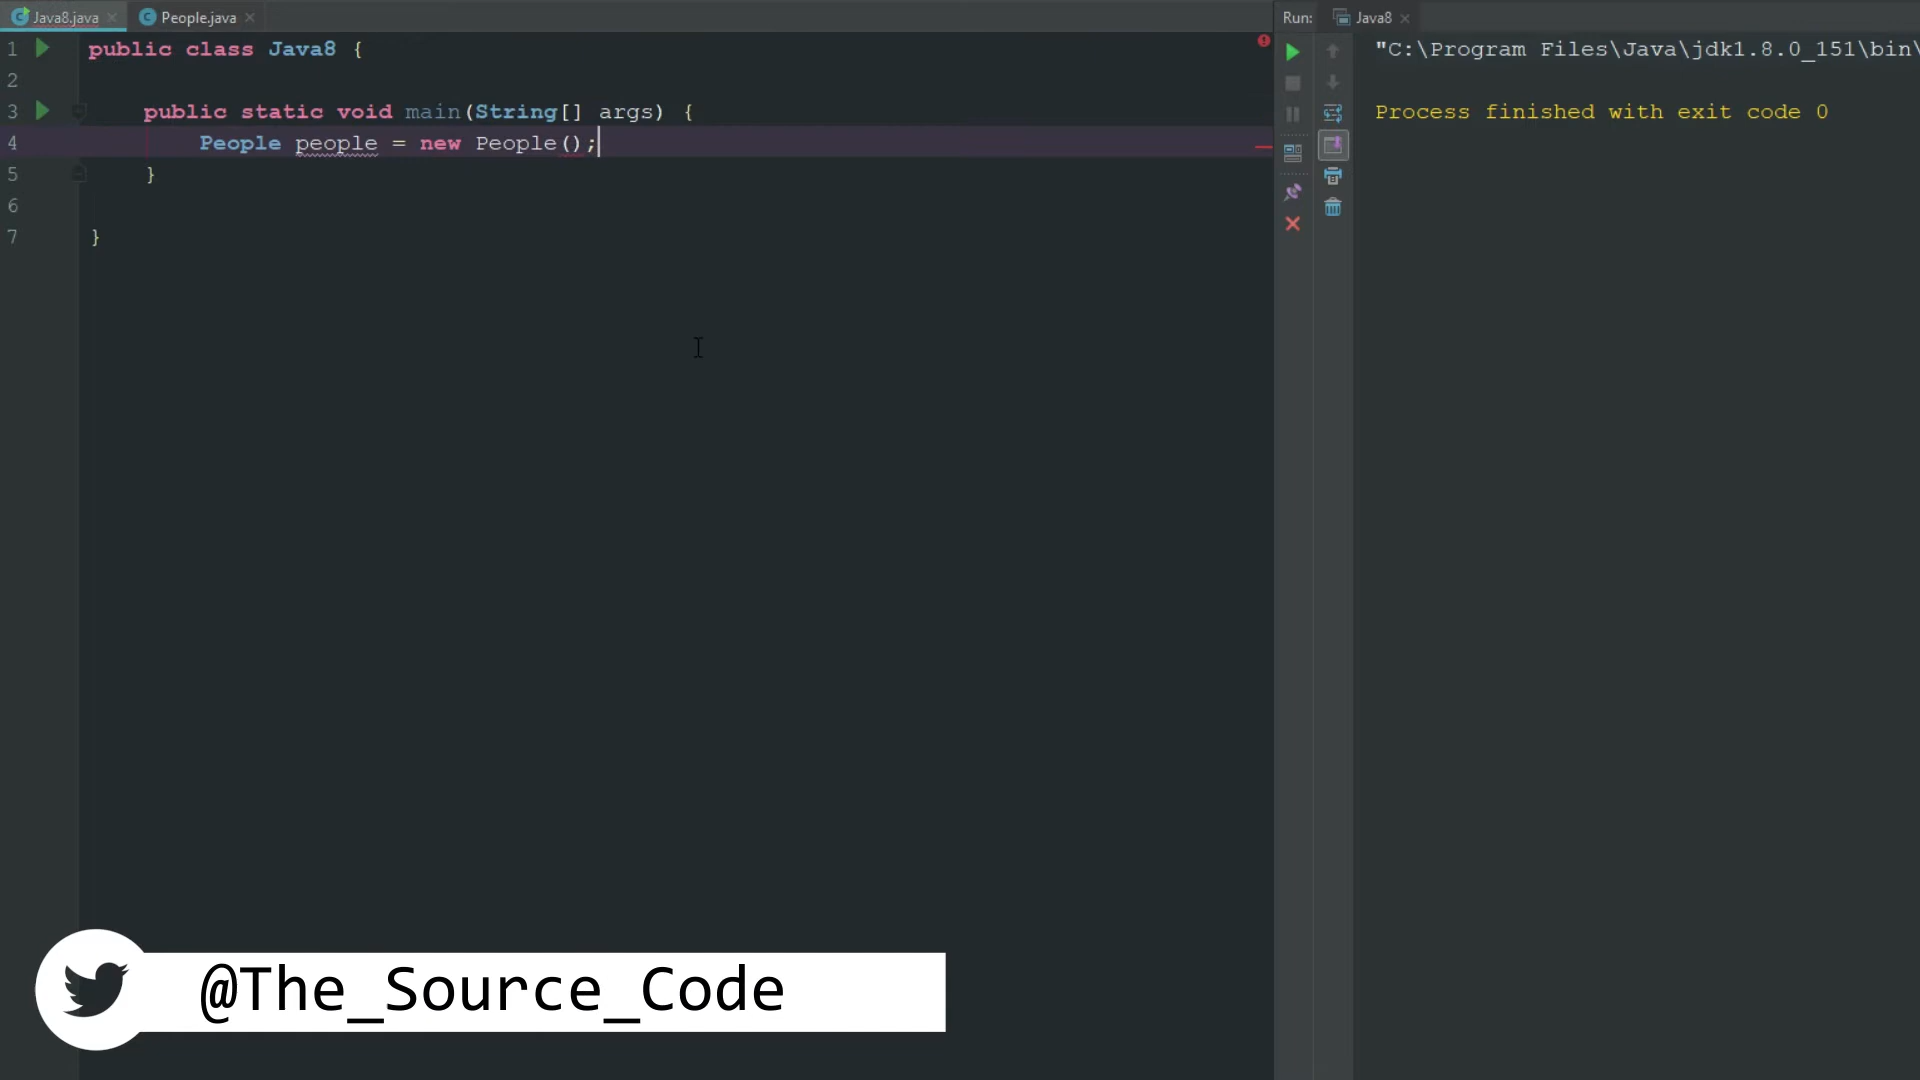 Java8.java People.java
1 public class Java8 {
2
3 public static void main(String[] args) {
4 People people = new People();
5 }
6
7 }
Run: Java8
"C:\Program Files\Java\jdk1.8.0_151\bin\
Process finished with exit code 0
@The_Source_Code